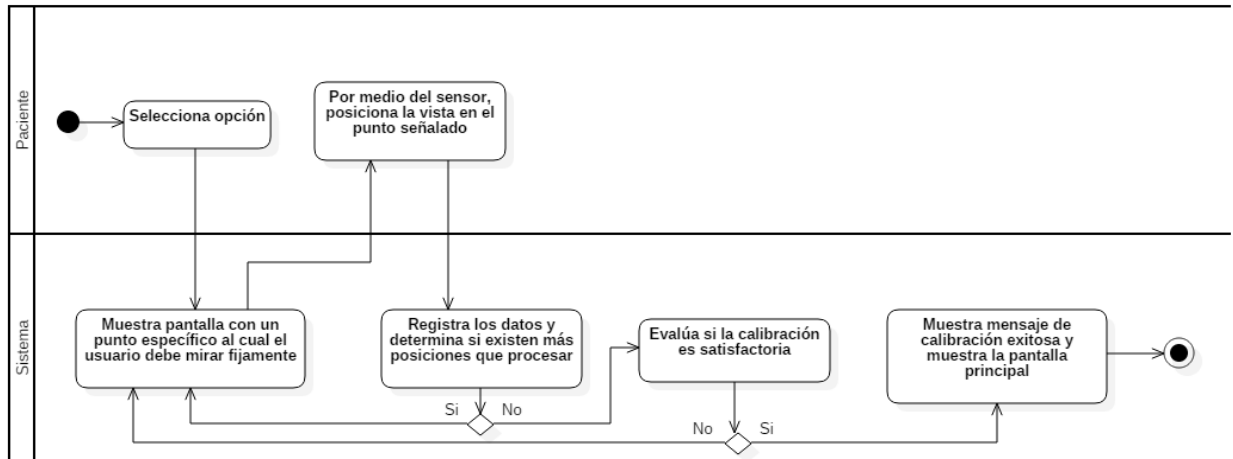 Paciente
Selecciona opción
Por medio del sensor,
posiciona la vista en el
punto señalado
Sistema
Muestra pantalla con un
punto específico al cual el
usuario debe mirar fijamente
Registra los datos y
determina si existen más
posiciones que procesar
Si
No
Evalúa si la calibración
es satisfactoria
No
Si
Muestra mensaje de
calibración exitosa y
muestra la pantalla
principal